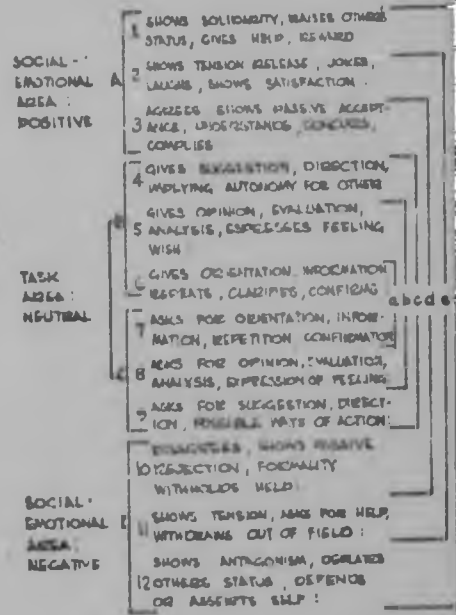 1 SHOWS SOLIDARITY, RAISES OTHERS
STATUS, GIVES HELP, REWARD
SOCIAL-
EMOTIONAL
AREA:
POSITIVE
A
2 SHOWS TENSION RELEASE, JOKES,
LAUGHS, SHOWS SATISFACTION:
3 AGREES SHOWS PASSIVE ACCEPT-
ANCE, UNDERSTANDS, CONCURS,
COMPLIES
4 GIVES SUGGESTION, DIRECTION,
IMPLYING AUTONOMY FOR OTHER
B
5 GIVES OPINION, EVALUATION,
ANALYSIS, EXPRESSES FEELING
WISH
TASK
AREA:
NEUTRAL
6 GIVES ORIENTATION, INFORMATION
REPEATS, CLARIFIES, CONFIRMS
a b c d e
7 ASKS FOR ORIENTATION, INFOR-
MATION, REPETITION CONFIRMATION
C
8 ASKS FOR OPINION, EVALUATION,
ANALYSIS, EXPRESSION OF FEELING
9 ASKS FOR SUGGESTION, DIRECT-
ION, POSSIBLE WAYS OF ACTION:
DISAGREES, SHOWS PASSIVE
10 REJECTION, FORMALITY
WITHHOLDS HELP:
SOCIAL-
EMOTIONAL
AREA:
NEGATIVE
11 SHOWS TENSION, ASKS FOR HELP,
WITHDRAWS OUT OF FIELD:
SHOWS ANTAGONISM, DEFLATES
12 OTHERS STATUS, DEFENDS
OR ASSERTS SELF: